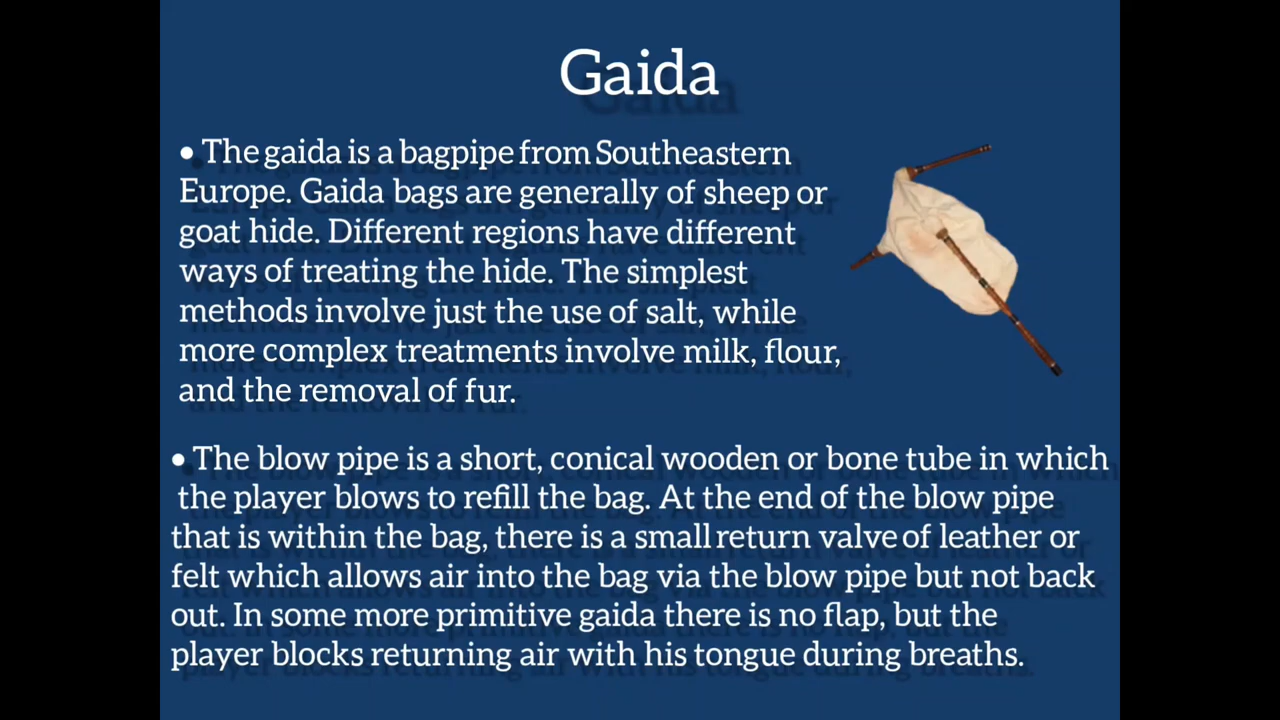 Gaida
• The gaida is a bagpipe from Southeastern
Europe. Gaida bags are generally of sheep or
goat hide. Different regions have different
ways of treating the hide. The simplest
methods involve just the use of salt, while
more complex treatments involve milk, flour,
and the removal of fur.
• The blow pipe is a short, conical wooden or bone tube in which
the player blows to refill the bag. At the end of the blow pipe
that is within the bag, there is a small return valve of leather or
felt which allows air into the bag via the blow pipe but not back
out. In some more primitive gaida there is no flap, but the
player blocks returning air with his tongue during breaths.